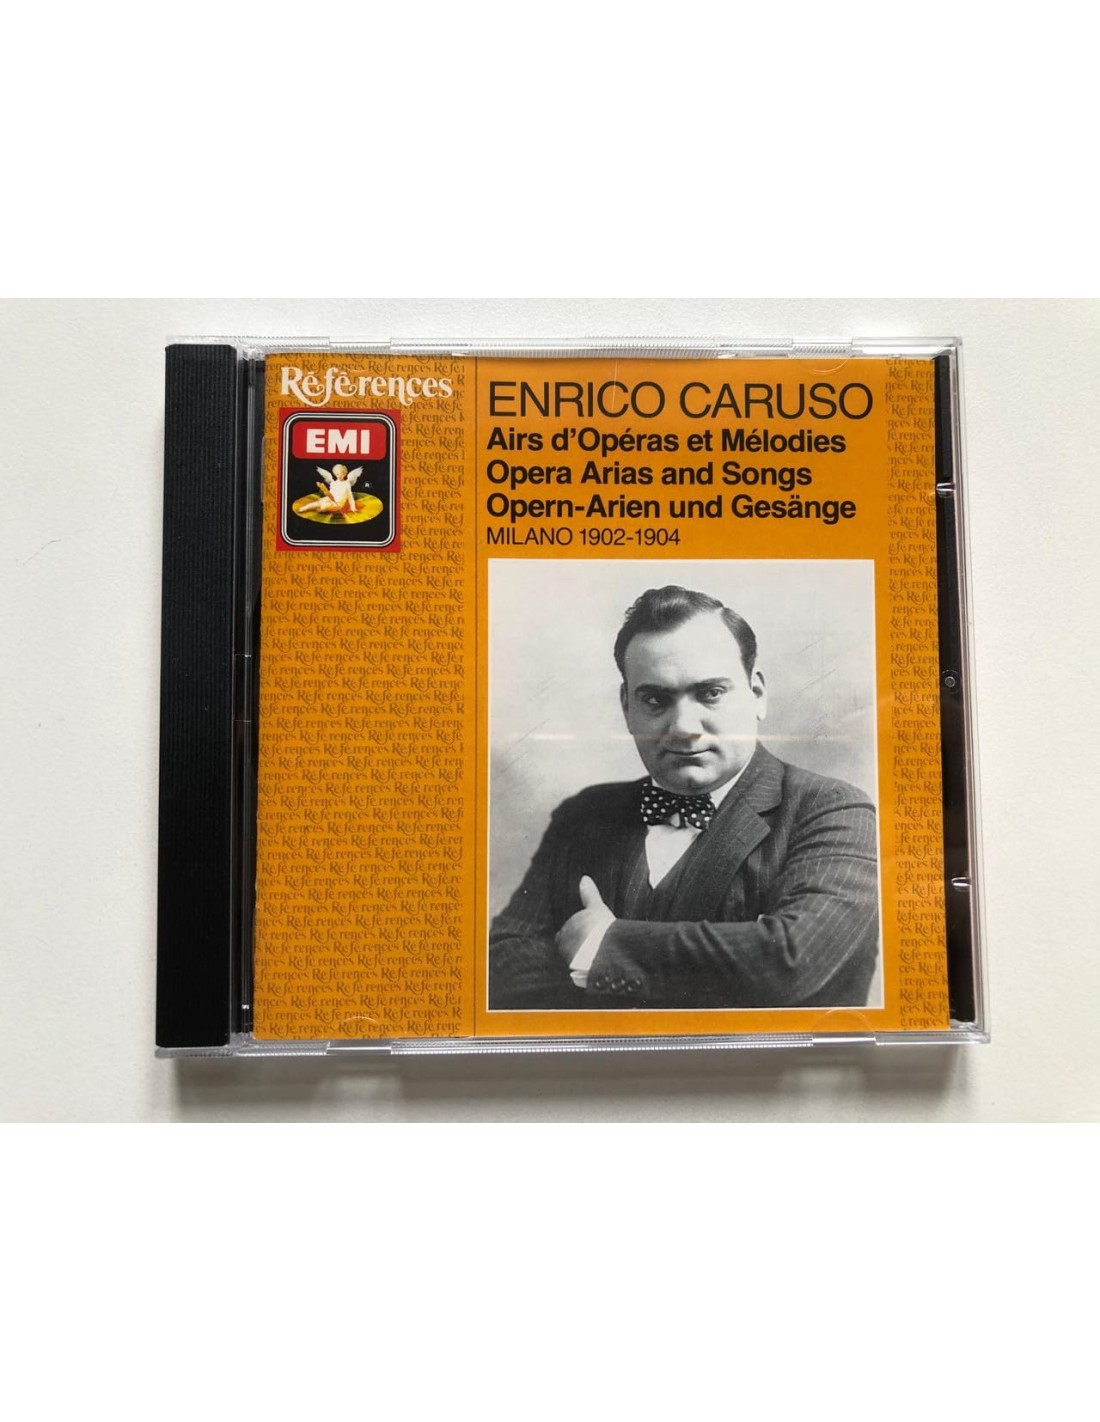 Références
EMI
ENRICO CARUSO
Airs d'Opéras et Mélodies
Opera Arias and Songs
Opern-Arien und Gesänge
MILANO 1902-1904